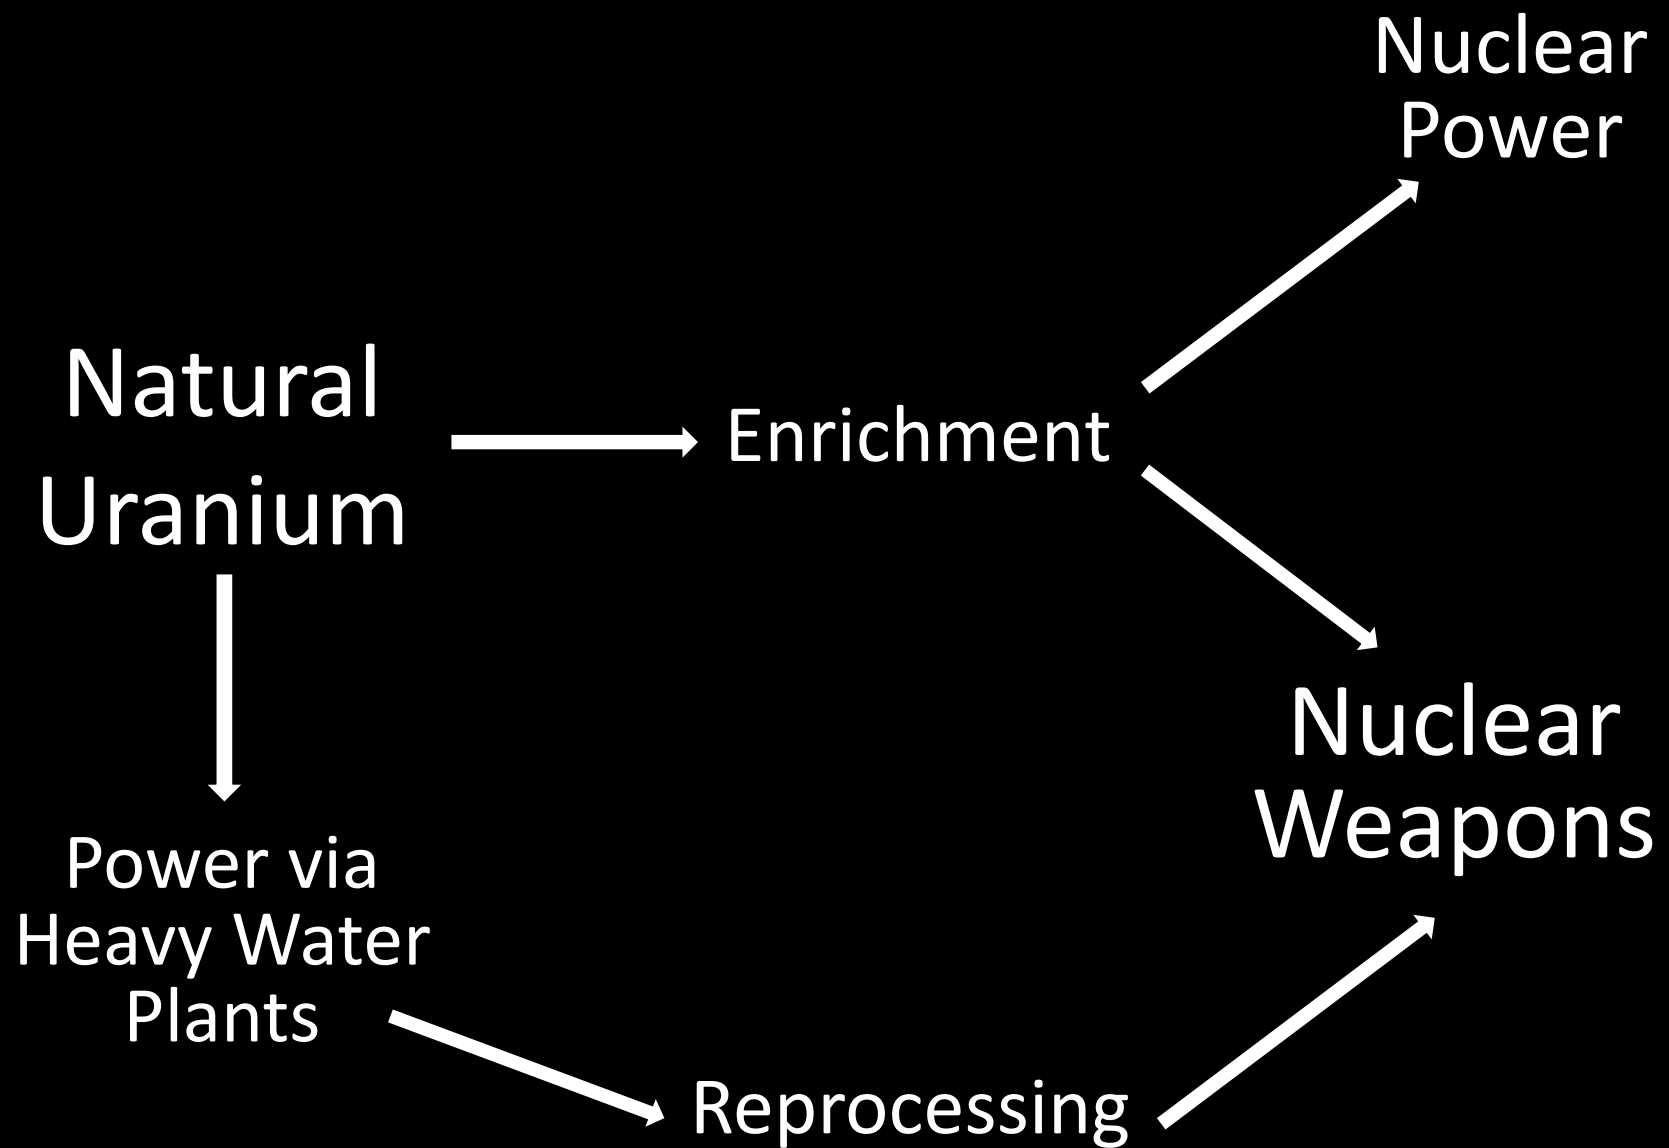 Nuclear
Power
Natural
Uranium
Enrichment
Nuclear
Weapons
Power via
Heavy Water
Plants
Reprocessing